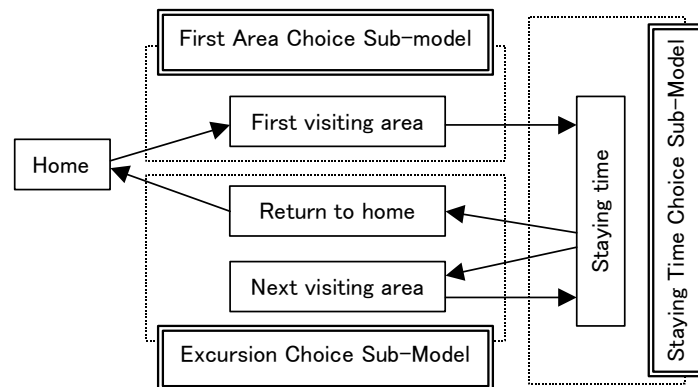 First Area Choice Sub-model
First visiting area
Home
Return to home
Next visiting area
Excursion Choice Sub-Model
Staying time
Staying Time Choice Sub-Model